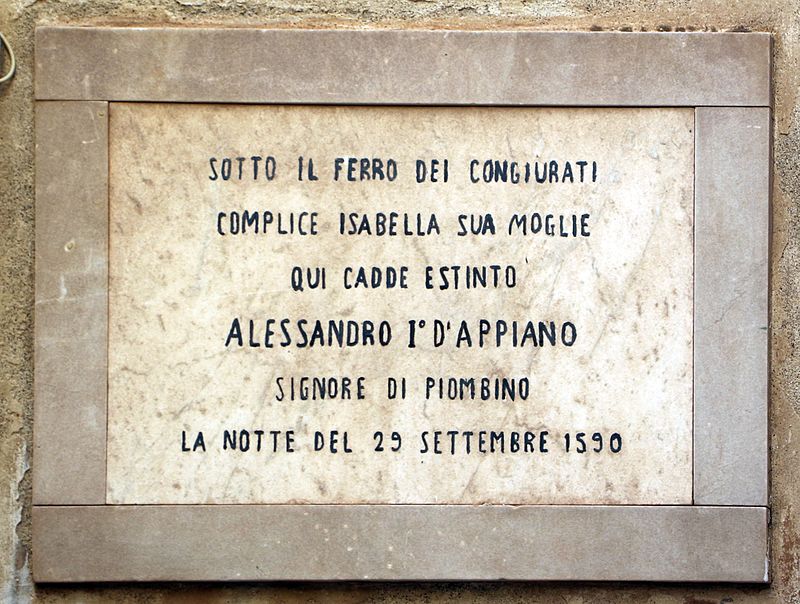 SOTTO IL FERRO DEI CONGIURATI
COMPLICE ISABELLA SUA MOGLIE
QUI CADDE ESTINTO
ALESSANDRO I° D'APPIANO
SIGNORE DI PIOMBINO
LA NOTTE DEL 29 SETTEMBRE 1590